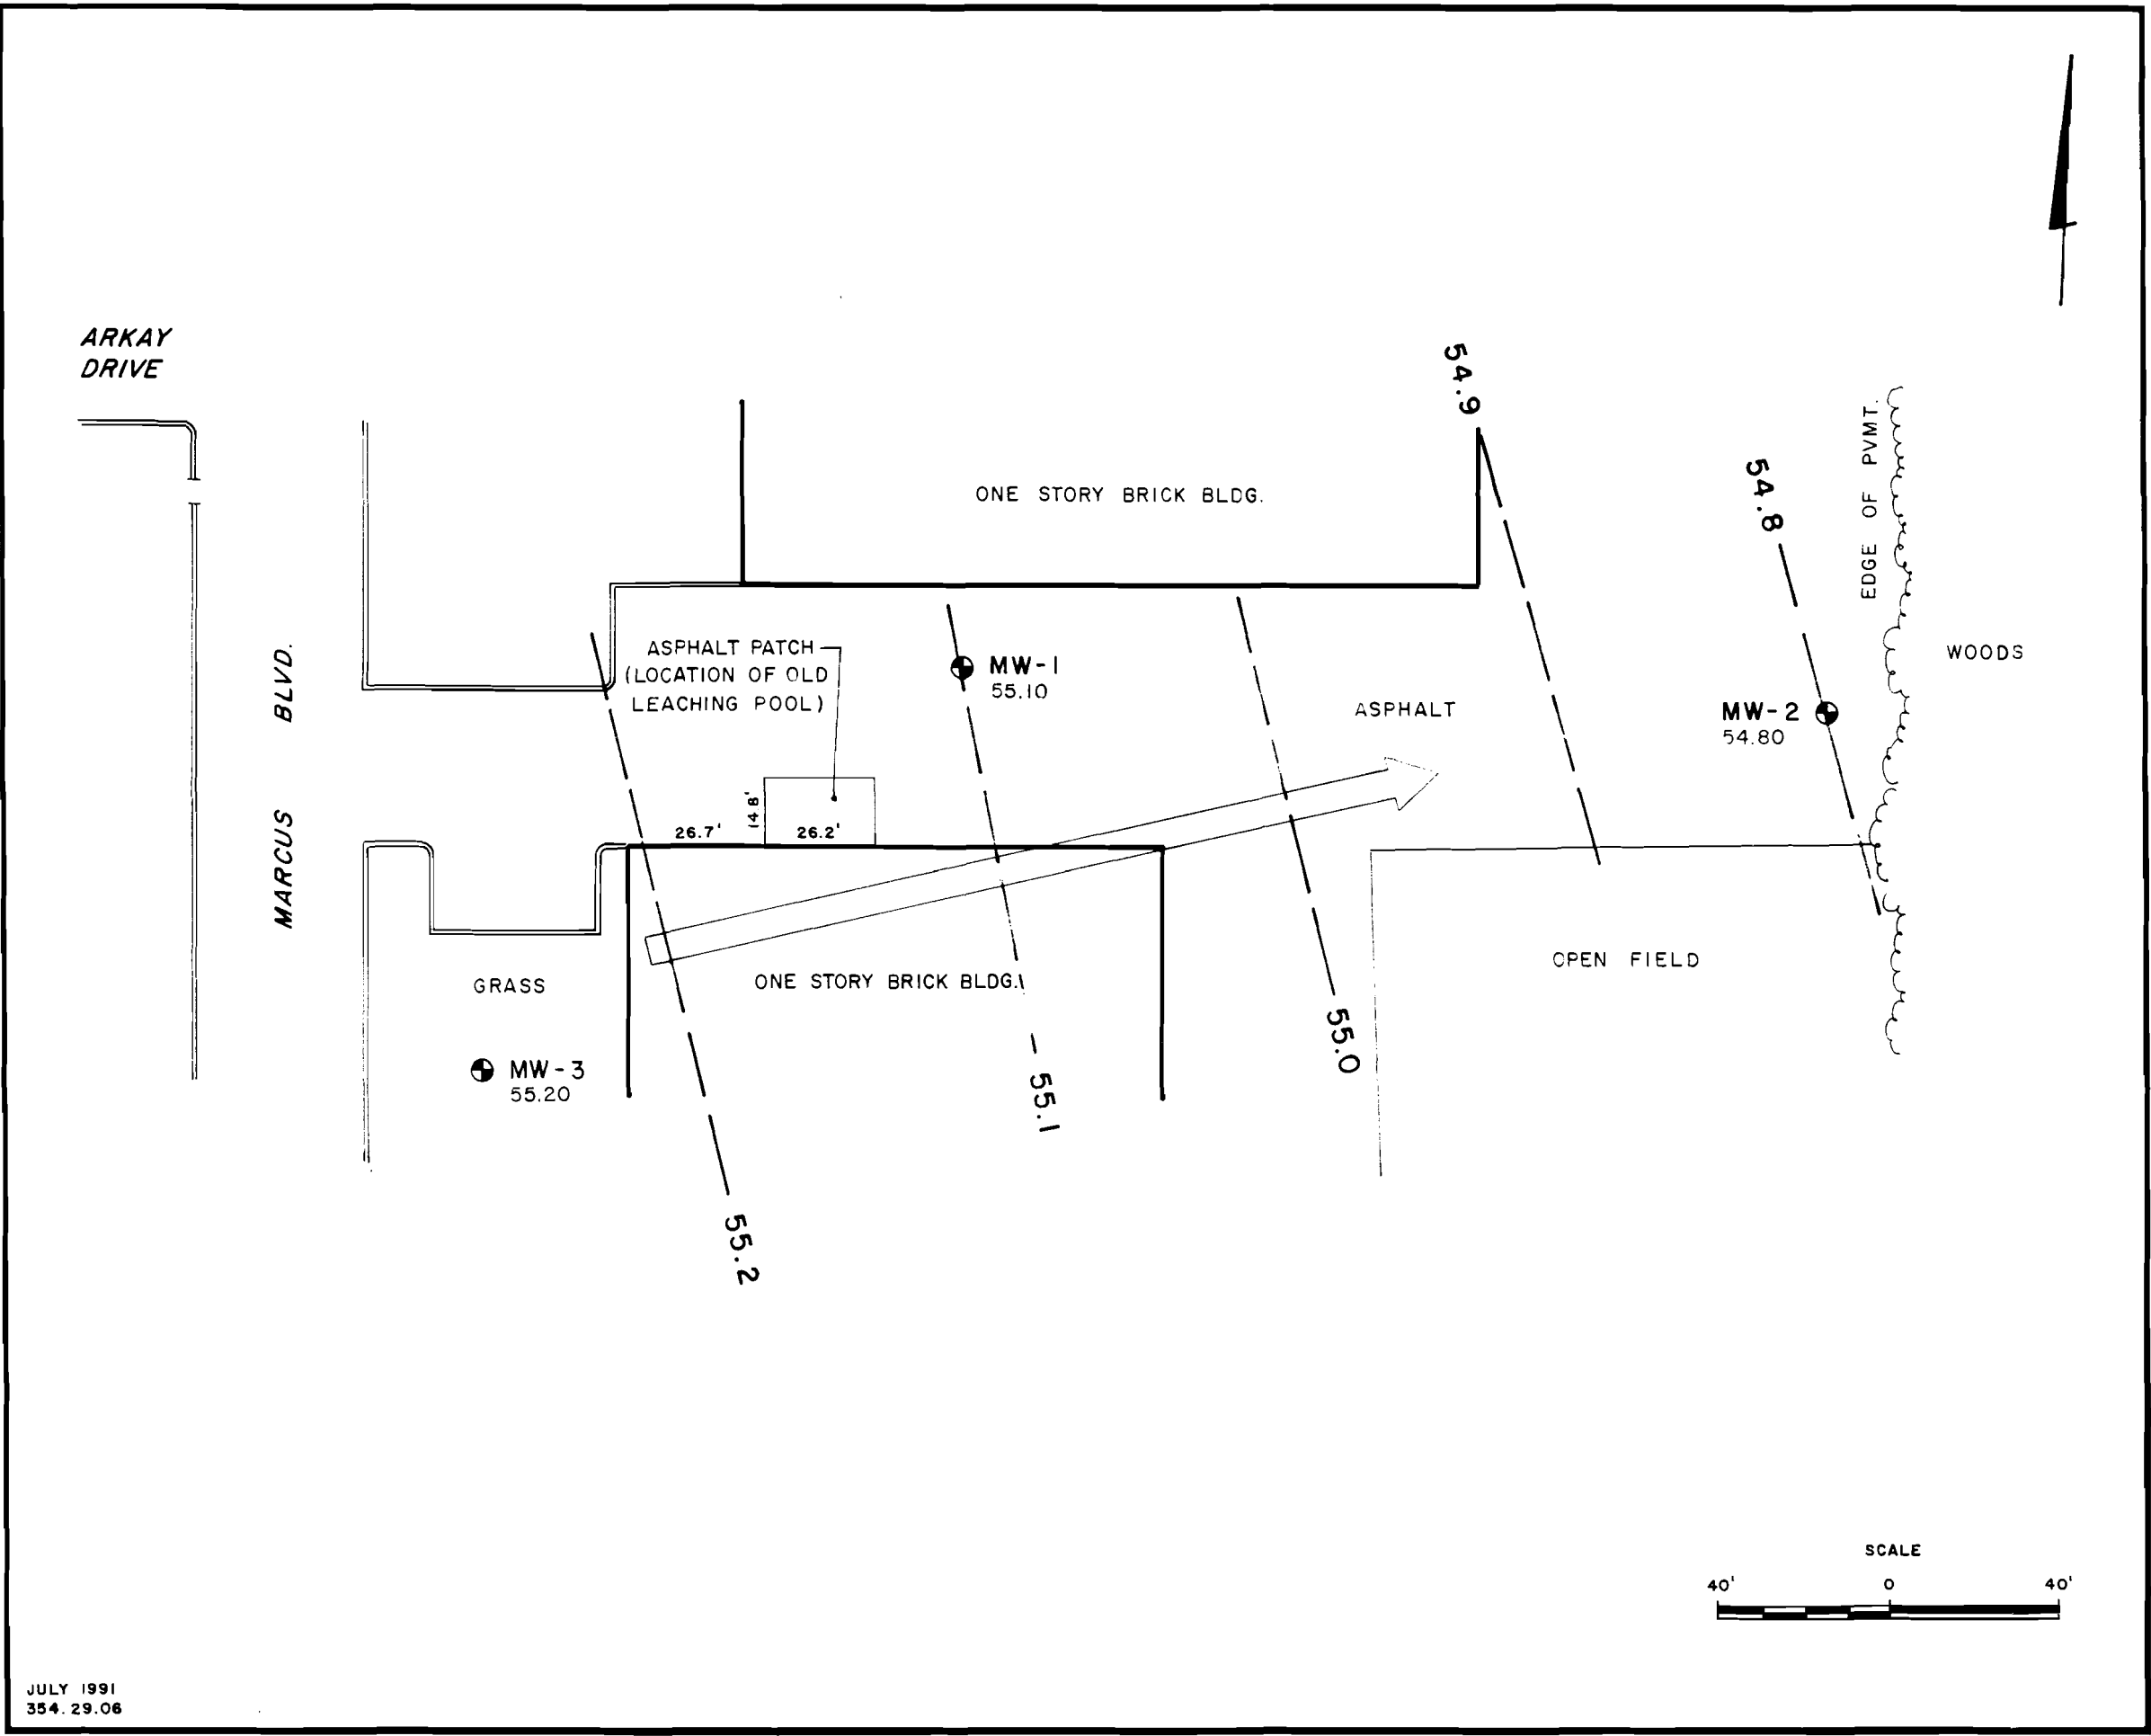 ARKAY
DRIVE
MARCUS BLVD.
ONE STORY BRICK BLDG.
54.9
54.8
EDGE OF PVMT.
WOODS
ASPHALT PATCH
(LOCATION OF OLD
LEACHING POOL)
MW-1
55.10
ASPHALT
MW-2
54.80
14.8'
26.7'
26.2'
GRASS
ONE STORY BRICK BLDG.
OPEN FIELD
MW-3
55.20
55.0
55.1
55.2
SCALE
40' 0 40'
JULY 1991
354.29.06